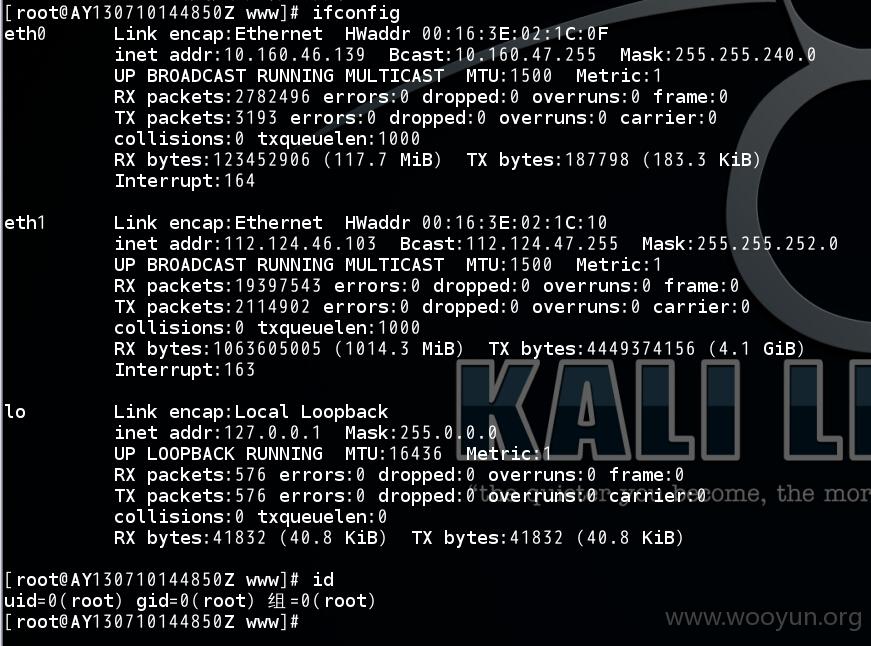 [root@AY130710144850Z www]# ifconfig
eth0      Link encap:Ethernet  HWaddr 00:16:3E:02:1C:0F
          inet addr:10.160.46.139  Bcast:10.160.47.255  Mask:255.255.240.0
          UP BROADCAST RUNNING MULTICAST  MTU:1500  Metric:1
          RX packets:2782496 errors:0 dropped:0 overruns:0 frame:0
          TX packets:3193 errors:0 dropped:0 overruns:0 carrier:0
          collisions:0 txqueuelen:1000
          RX bytes:123452906 (117.7 MiB)  TX bytes:187798 (183.3 KiB)
          Interrupt:164
eth1      Link encap:Ethernet  HWaddr 00:16:3E:02:1C:10
          inet addr:112.124.46.103  Bcast:112.124.47.255  Mask:255.255.252.0
          UP BROADCAST RUNNING MULTICAST  MTU:1500  Metric:1
          RX packets:19397543 errors:0 dropped:0 overruns:0 frame:0
          TX packets:2114902 errors:0 dropped:0 overruns:0 carrier:0
          collisions:0 txqueuelen:1000
          RX bytes:1063605005 (1014.3 MiB)  TX bytes:4449374156 (4.1 GiB)
          Interrupt:163
lo        Link encap:Local Loopback
          inet addr:127.0.0.1  Mask:255.0.0.0
          UP LOOPBACK RUNNING  MTU:16436  Metric:1
          RX packets:576 errors:0 dropped:0 overruns:0 frame:0
          TX packets:576 errors:0 dropped:0 overruns:0 carrier:0
          collisions:0 txqueuelen:0
          RX bytes:41832 (40.8 KiB)  TX bytes:41832 (40.8 KiB)
[root@AY130710144850Z www]# id
uid=0(root) gid=0(root) 组=0(root)
[root@AY130710144850Z www]#
KALI LI
"the quieter you become, the mor
www.wooyun.org